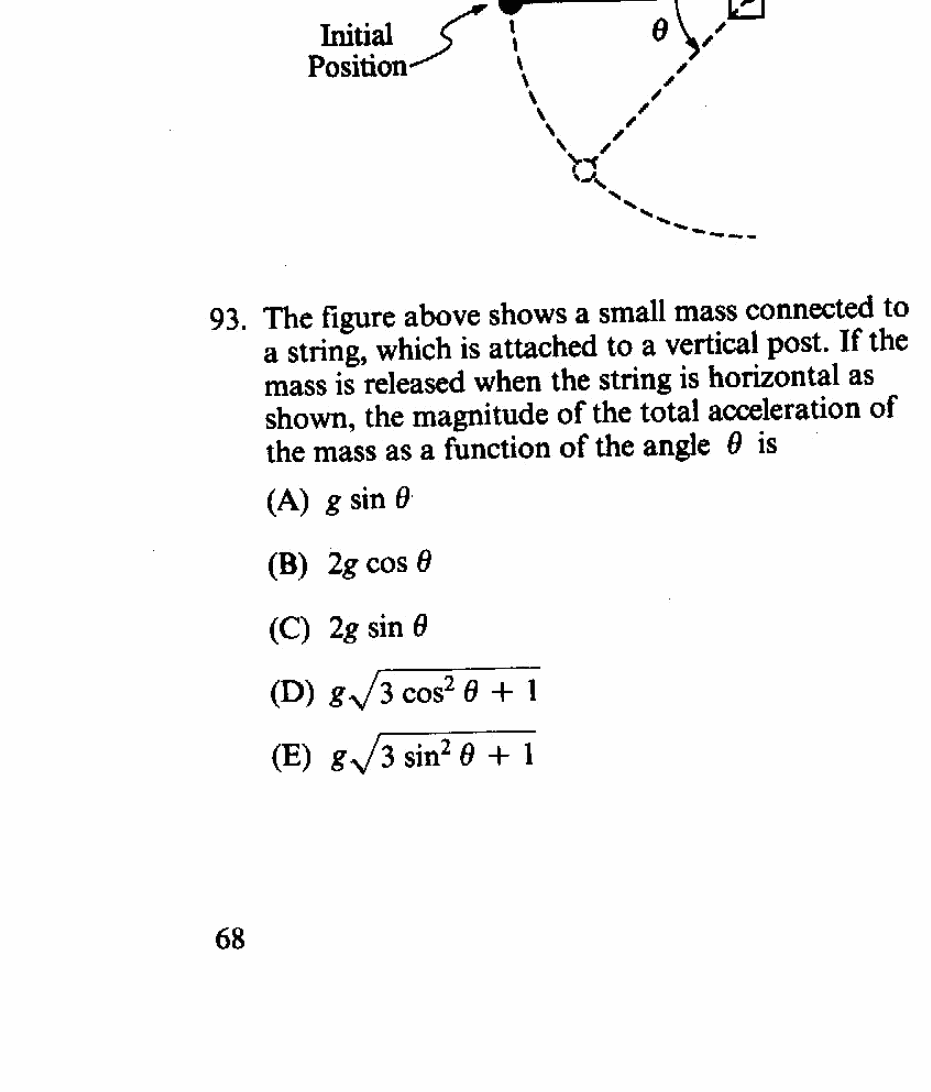 Initial
Position
θ
93. The figure above shows a small mass connected to
a string, which is attached to a vertical post. If the
mass is released when the string is horizontal as
shown, the magnitude of the total acceleration of
the mass as a function of the angle θ is
(A) g sin θ
(B) 2g cos θ
(C) 2g sin θ
(D) g√(3 cos² θ + 1)
(E) g√(3 sin² θ + 1)
68